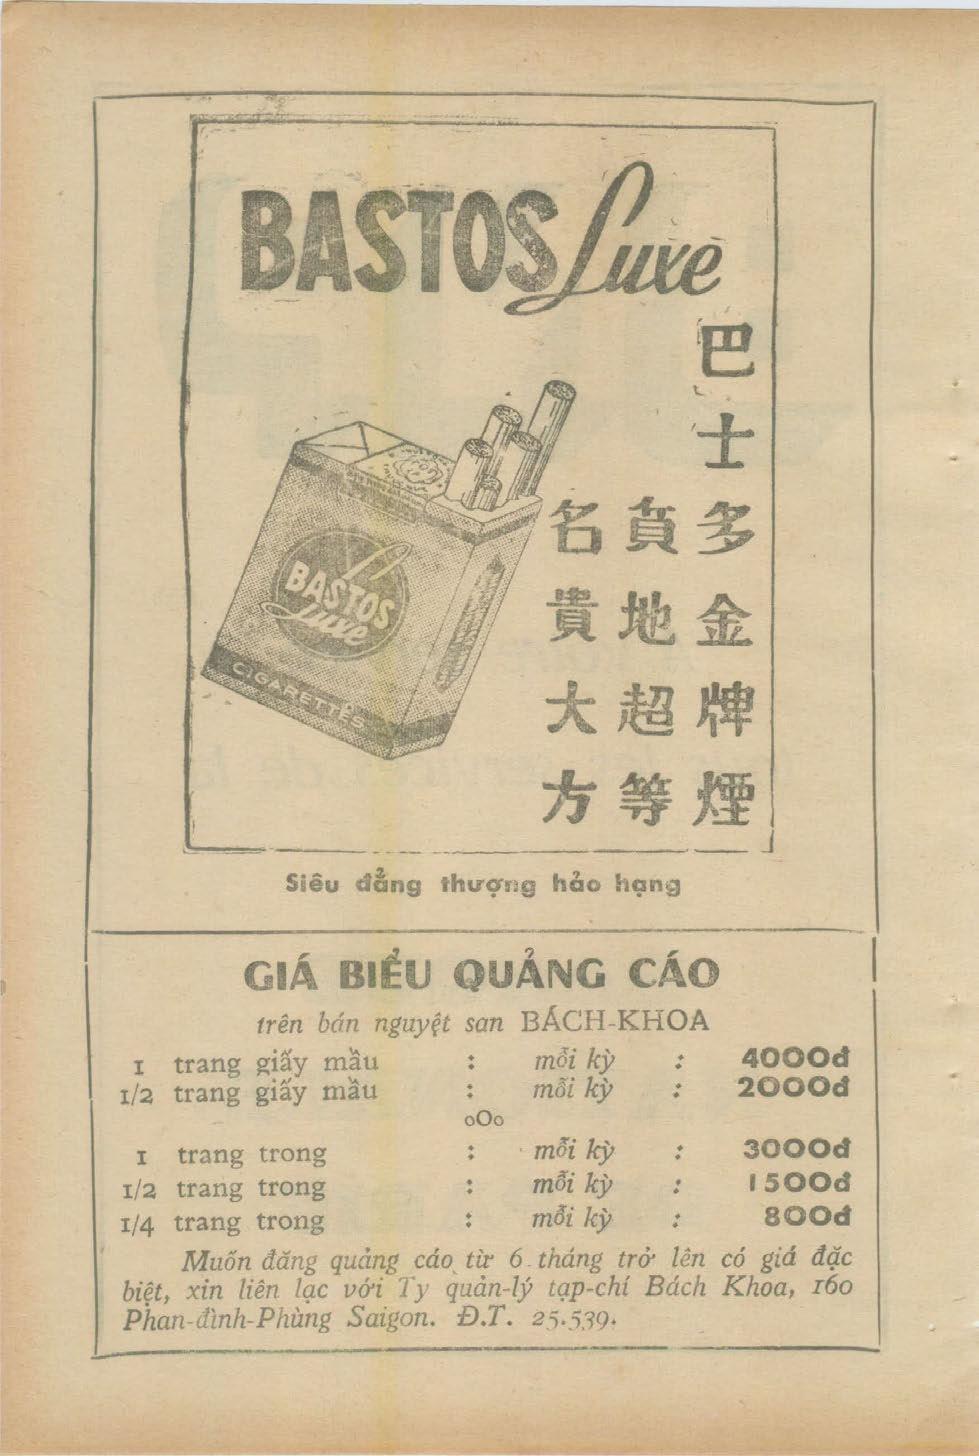 BASTOS Luxe
巴士多金牌煙
貟地超等
名貴大方
BASTOS
Luxe
CIGARETTES
Siêu đẳng thượng hảo hạng
GIÁ BIỂU QUẢNG CÁO
trên bán nguyệt san BÁCH-KHOA
1 trang giấy mầu : mỗi kỳ : 4000đ
1/2 trang giấy mầu : mỗi kỳ : 2000đ
oOo
1 trang trong : mỗi kỳ : 3000đ
1/2 trang trong : mỗi kỳ : 1500đ
1/4 trang trong : mỗi kỳ : 800đ
Muốn đăng quảng cáo từ 6 tháng trở lên có giá đặc
biệt, xin liên lạc với Ty quản-lý tạp-chí Bách Khoa, 160
Phan-đình-Phùng Saigon. Đ.T. 25.539.